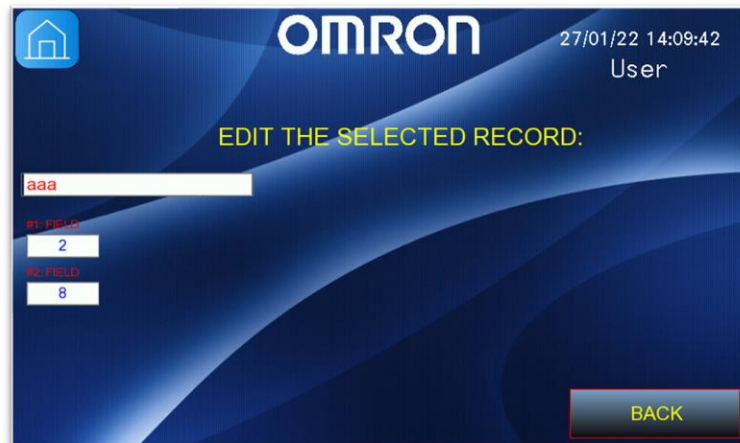 OMRON
27/01/22 14:09:42
User
EDIT THE SELECTED RECORD:
aaa
#1: FIELD
2
#2: FIELD
8
BACK